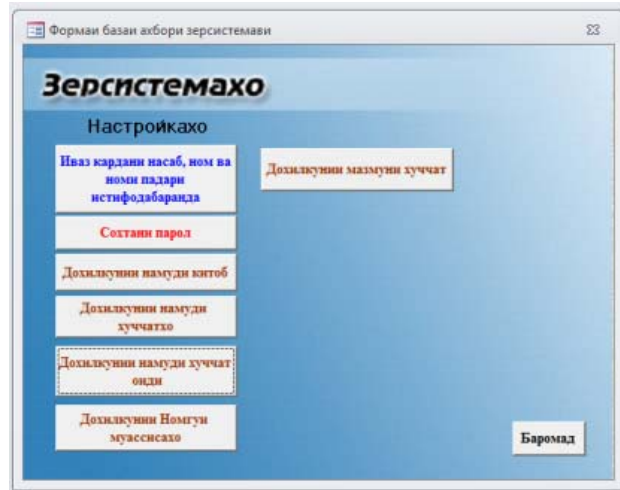 Формаи базаи ахбори зерсистемави
Зерсистемахо
Настройкахо
Иваз кардани насаб, ном ва
номи падари
истифодабаранда
Дохилкунии мазмуни хуччат
Сохтани парол
Дохилкунии намуди китоб
Дохилкунии намуди
хуччатхо
Дохилкунии намуди хуччат
оиди
Дохилкунии Номгуи
муассисахо
Баромад